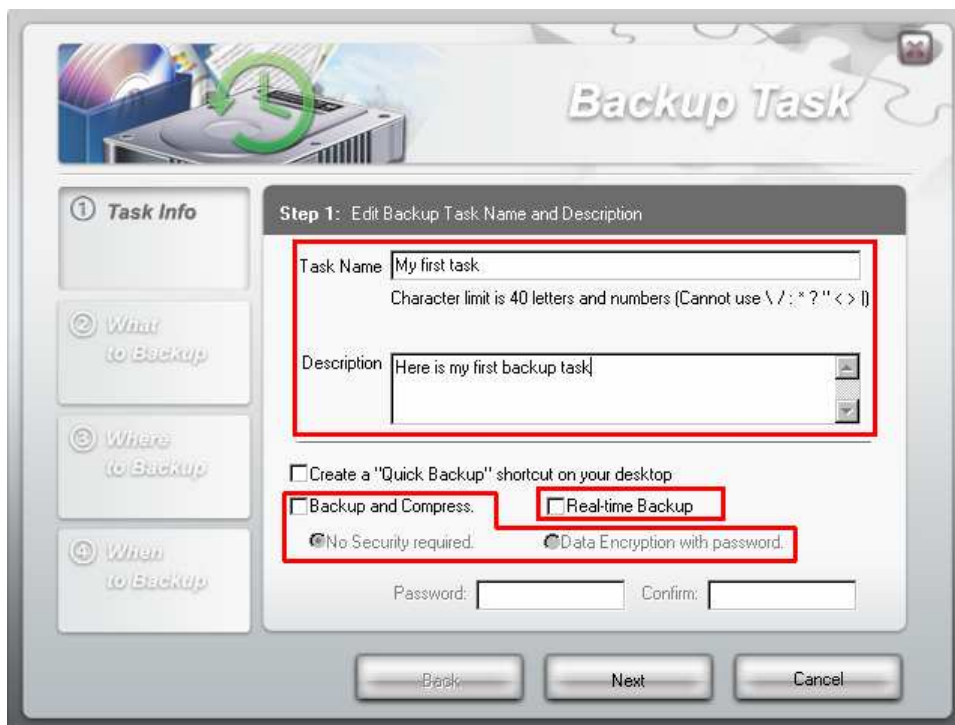 Backup Task
① Task Info
② What
to Backup
③ Where
to Backup
④ When
to Backup
Step 1: Edit Backup Task Name and Description
Task Name My first task
Character limit is 40 letters and numbers (Cannot use \ / : * ? " < > |)
Description Here is my first backup task
Create a "Quick Backup" shortcut on your desktop
Backup and Compress. Real-time Backup
No Security required. Data Encryption with password.
Password: Confirm:
Back Next Cancel